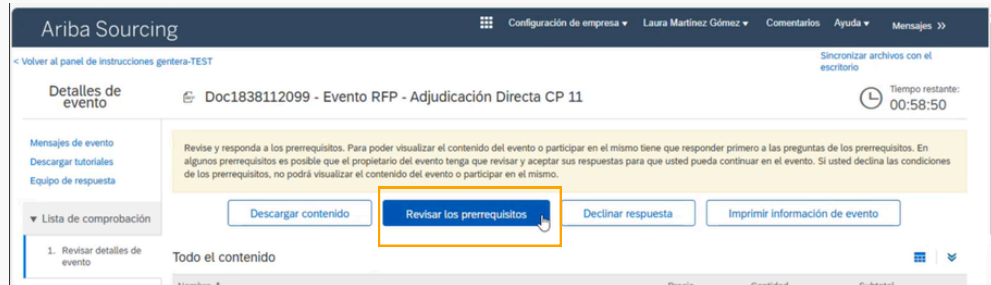 Ariba Sourcing
Configuración de empresa ▾ Laura Martínez Gómez ▾ Comentarios Ayuda ▾ Mensajes >>
< Volver al panel de instrucciones gentera-TEST
Sincronizar archivos con el
escritorio
Detalles de
evento
Doc1838112099 - Evento RFP - Adjudicación Directa CP 11
Tiempo restante:
00:58:50
Mensajes de evento
Descargar tutoriales
Equipo de respuesta
Revise y responda a los prerrequisitos. Para poder visualizar el contenido del evento o participar en el mismo tiene que responder primero a las preguntas de los prerrequisitos. En
algunos prerrequisitos es posible que el propietario del evento tenga que revisar y aceptar sus respuestas para que usted pueda continuar en el evento. Si usted declina las condiciones
de los prerrequisitos, no podrá visualizar el contenido del evento o participar en el mismo.
▼ Lista de comprobación
Descargar contenido Revisar los prerrequisitos Declinar respuesta Imprimir información de evento
1. Revisar detalles de
evento
Todo el contenido
Nombre ↑ Precio Cantidad Subtotal